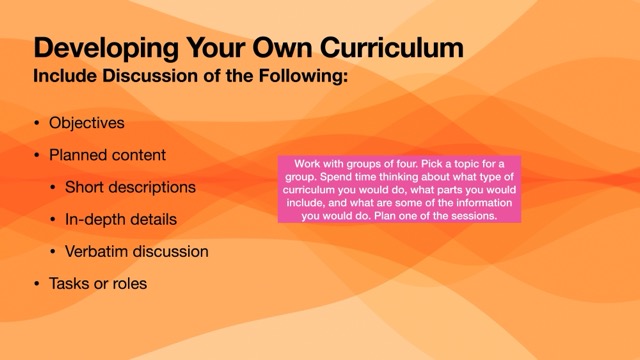 Developing Your Own Curriculum
Include Discussion of the Following:
• Objectives
• Planned content
• Short descriptions
• In-depth details
• Verbatim discussion
• Tasks or roles
Work with groups of four. Pick a topic for a
group. Spend time thinking about what type of
curriculum you would do, what parts you would
include, and what are some of the information
you would do. Plan one of the sessions.